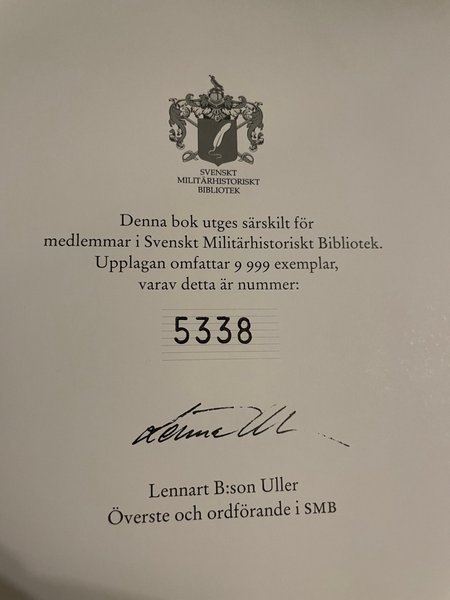 SVENSKT
MILITÄRHISTORISKT
BIBLIOTEK
Denna bok utges särskilt för
medlemmar i Svenskt Militärhistoriskt Bibliotek.
Upplagan omfattar 9 999 exemplar,
varav detta är nummer:
5338
Lennart B:son Uller
Överste och ordförande i SMB